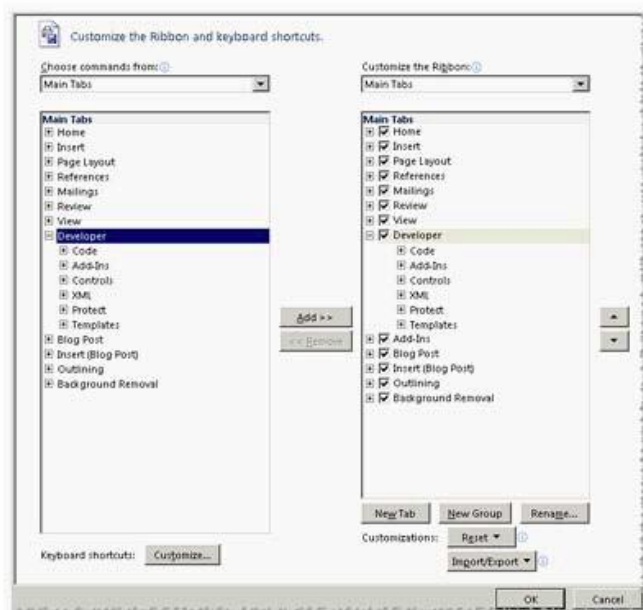 Customize the Ribbon and keyboard shortcuts.
Choose commands from:
Main Tabs
Main Tabs
Home
Insert
Page Layout
References
Mailings
Review
View
Developer
Code
Add-Ins
Controls
XML
Protect
Templates
Blog Post
Insert (Blog Post)
Outlining
Background Removal
Keyboard shortcuts: Customize...
Add >>
<< Remove
Customize the Ribbon:
Main Tabs
Main Tabs
Home
Insert
Page Layout
References
Mailings
Review
View
Developer
Code
Add-Ins
Controls
XML
Protect
Templates
Add-Ins
Blog Post
Insert (Blog Post)
Outlining
Background Removal
New Tab New Group Rename...
Customizations: Reset
Import/Export
OK Cancel